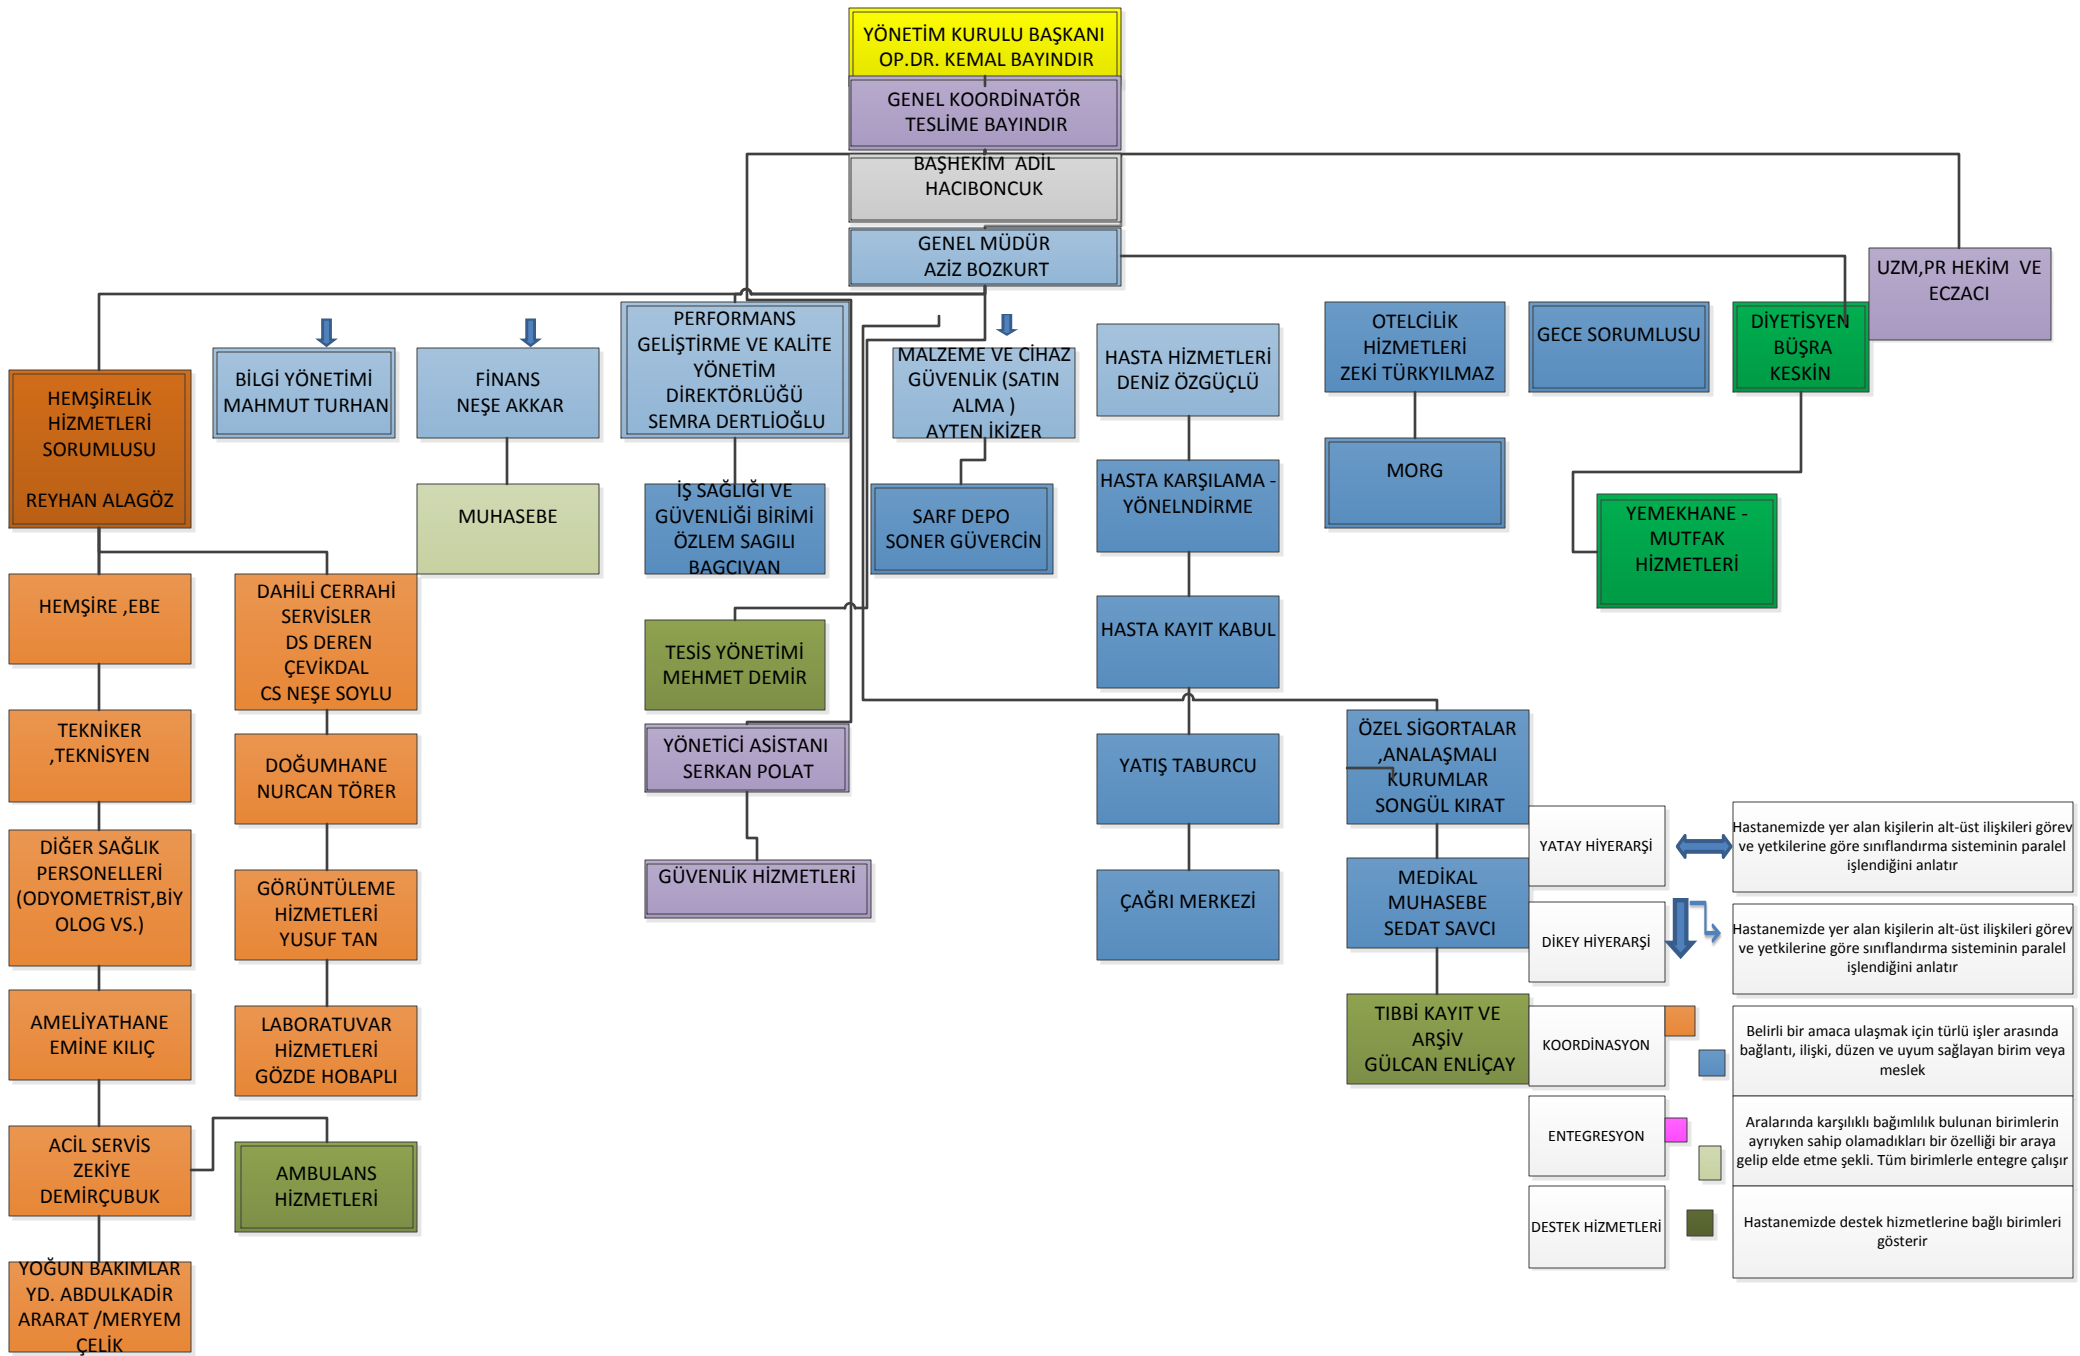 YÖNETİM KURULU BAŞKANI
OP.DR. KEMAL BAYINDIR
GENEL KOORDİNATÖR
TESLİME BAYINDIR
BAŞHEKİM  ADİL
HACIBONCUK
GENEL MÜDÜR
AZİZ BOZKURT
UZM,PR HEKİM  VE
ECZACI
HEMŞİRELİK
HİZMETLERİ
SORUMLUSU
REYHAN ALAGÖZ
BİLGİ YÖNETİMİ
MAHMUT TURHAN
FİNANS
NEŞE AKKAR
PERFORMANS
GELİŞTİRME VE KALİTE
YÖNETİM
DİREKTÖRLÜĞÜ
SEMRA DERTLİOĞLU
MALZEME VE CİHAZ
GÜVENLİK (SATIN
ALMA )
AYTEN İKİZER
HASTA HİZMETLERİ
DENİZ ÖZGÜÇLÜ
OTELCİLİK
HİZMETLERİ
ZEKİ TÜRKYILMAZ
GECE SORUMLUSU
DİYETİSYEN
BÜŞRA
KESKİN
MUHASEBE
İŞ SAĞLIĞI VE
GÜVENLİĞİ BİRİMİ
ÖZLEM SAGILI
BAGCIVAN
SARF DEPO
SONER GÜVERCİN
HASTA KARŞILAMA -
YÖNELNDİRME
MORG
YEMEKHANE -
MUTFAK
HİZMETLERİ
HEMŞİRE ,EBE
DAHİLİ CERRAHİ
SERVİSLER
DS DEREN
ÇEVİKDAL
CS NEŞE SOYLU
TESİS YÖNETİMİ
MEHMET DEMİR
HASTA KAYIT KABUL
TEKNİKER
,TEKNİSYEN
DOĞUMHANE
NURCAN TÖRER
YÖNETİCİ ASİSTANI
SERKAN POLAT
YATIŞ TABURCU
ÖZEL SİGORTALAR
,ANALAŞMALI
KURUMLAR
SONGÜL KIRAT
DİĞER SAĞLIK
PERSONELLERİ
(ODYOMETRİST,BİY
OLOG VS.)
GÖRÜNTÜLEME
HİZMETLERİ
YUSUF TAN
GÜVENLİK HİZMETLERİ
ÇAĞRI MERKEZİ
MEDİKAL
MUHASEBE
SEDAT SAVCI
AMELİYATHANE
EMİNE KILIÇ
LABORATUVAR
HİZMETLERİ
GÖZDE HOBAPLI
TIBBİ KAYIT VE
ARŞİV
GÜLCAN ENLİÇAY
ACİL SERVİS
ZEKİYE
DEMİRÇUBUK
AMBULANS
HİZMETLERİ
YOĞUN BAKIMLAR
YD. ABDULKADİR
ARARAT /MERYEM
ÇELİK
YATAY HİYERARŞİ
Hastanemizde yer alan kişilerin alt-üst ilişkileri görev
ve yetkilerine göre sınıflandırma sisteminin paralel
işlendiğini anlatır
DİKEY HİYERARŞİ
Hastanemizde yer alan kişilerin alt-üst ilişkileri görev
ve yetkilerine göre sınıflandırma sisteminin paralel
işlendiğini anlatır
KOORDİNASYON
Belirli bir amaca ulaşmak için türlü işler arasında
bağlantı, ilişki, düzen ve uyum sağlayan birim veya
meslek
ENTEGRESYON
Aralarında karşılıklı bağımlılık bulunan birimlerin
ayrıyken sahip olamadıkları bir özelliği bir araya
gelip elde etme şekli. Tüm birimlerle entegre çalışır
DESTEK HİZMETLERİ
Hastanemizde destek hizmetlerine bağlı birimleri
gösterir